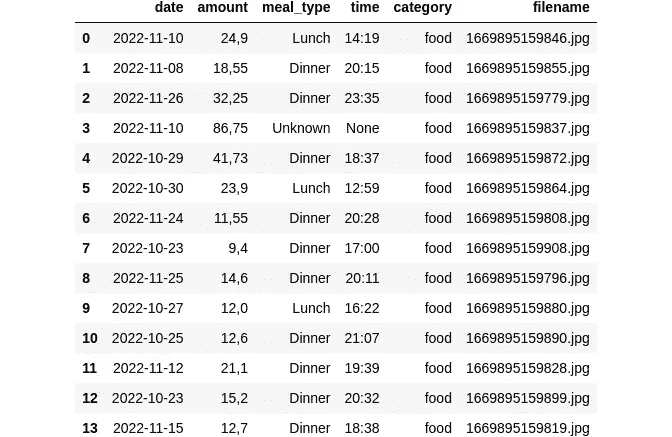 date amount meal_type time category filename
0 2022-11-10 24,9 Lunch 14:19 food 1669895159846.jpg
1 2022-11-08 18,55 Dinner 20:15 food 1669895159855.jpg
2 2022-11-26 32,25 Dinner 23:35 food 1669895159779.jpg
3 2022-11-10 86,75 Unknown None food 1669895159837.jpg
4 2022-10-29 41,73 Dinner 18:37 food 1669895159872.jpg
5 2022-10-30 23,9 Lunch 12:59 food 1669895159864.jpg
6 2022-11-24 11,55 Dinner 20:28 food 1669895159808.jpg
7 2022-10-23 9,4 Dinner 17:00 food 1669895159908.jpg
8 2022-11-25 14,6 Dinner 20:11 food 1669895159796.jpg
9 2022-10-27 12,0 Lunch 16:22 food 1669895159880.jpg
10 2022-10-25 12,6 Dinner 21:07 food 1669895159890.jpg
11 2022-11-12 21,1 Dinner 19:39 food 1669895159828.jpg
12 2022-10-23 15,2 Dinner 20:32 food 1669895159899.jpg
13 2022-11-15 12,7 Dinner 18:38 food 1669895159819.jpg